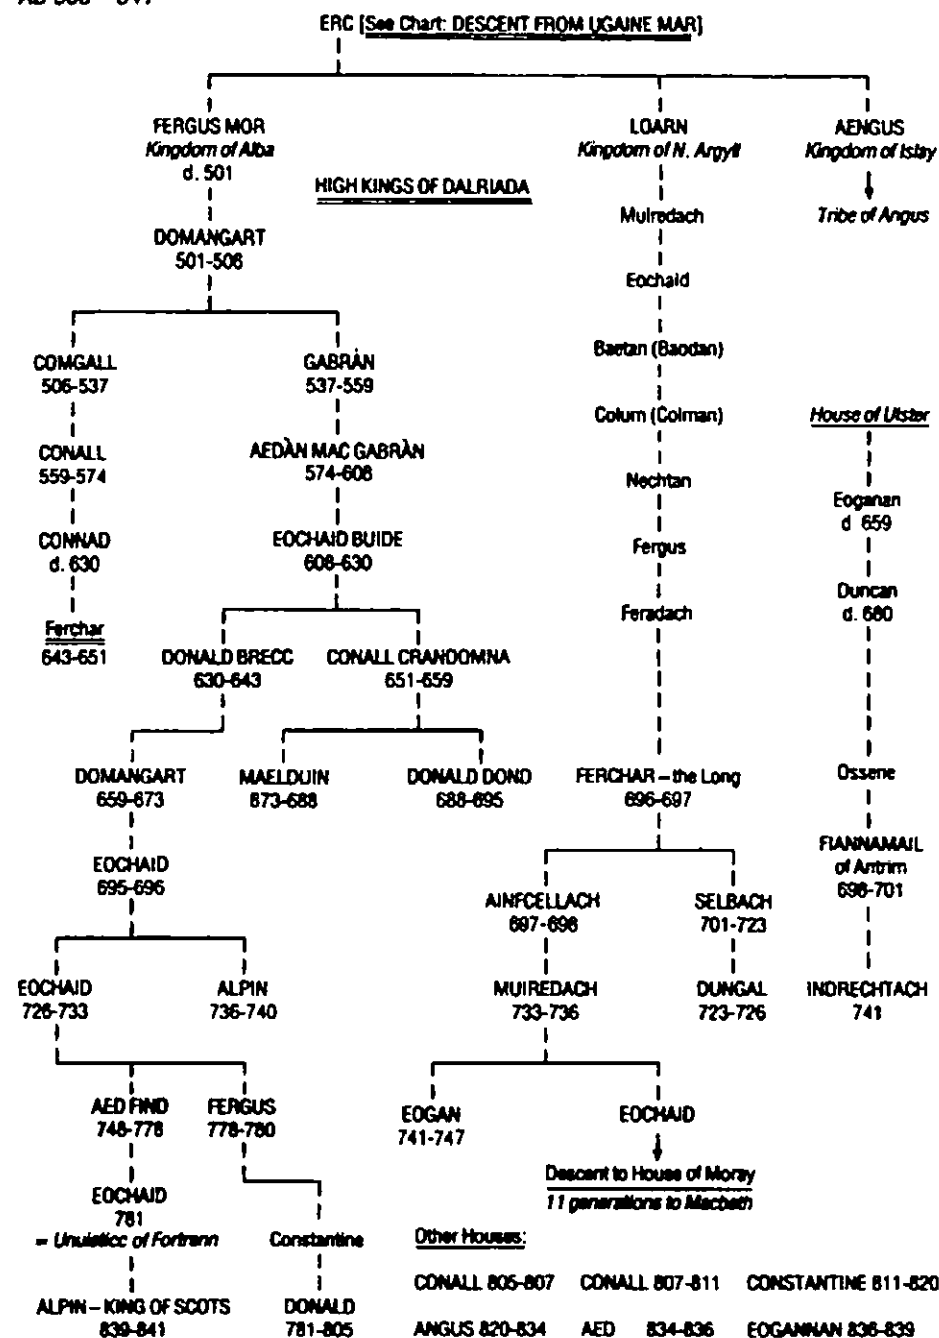 ERC [See Chart: DESCENT FROM UGAINE MAR]
FERGUS MOR
Kingdom of Alba
d. 501
LOARN
Kingdom of N. Argyll
AENGUS
Kingdom of Islay
Tribe of Angus
HIGH KINGS OF DALRIADA
DOMANGART
501-506
Muiredach
Eochaid
COMGALL
506-537
GABRÀN
537-559
Baetan (Baodan)
CONALL
559-574
AEDÀN MAC GABRÀN
574-608
Colum (Colman)
House of Ulster
Nechtan
Eoganan
d 659
CONNAD
d. 630
EOCHAID BUIDE
608-630
Fergus
Duncan
d. 680
Feradach
Ferchar
643-651
DONALD BRECC
630-643
CONALL CRANDOMNA
651-659
DOMANGART
659-673
MAELDUIN
673-688
DONALD DOND
688-695
FERCHAR – the Long
696-697
Ossene
EOCHAID
695-696
FIANNAMAIL
of Antrim
698-701
AINFCELLACH
697-698
SELBACH
701-723
EOCHAID
726-733
ALPIN
736-740
MUIREDACH
733-736
DUNGAL
723-726
INDRECHTACH
741
AED FIND
748-778
FERGUS
778-780
EOGAN
741-747
EOCHAID
Descent to House of Moray
11 generations to Macbeth
EOCHAID
781
= Unuisticc of Fortrenn
Constantine
Other Houses:
CONALL 805-807 CONALL 807-811 CONSTANTINE 811-820
ALPIN – KING OF SCOTS
839-841
DONALD
781-805
ANGUS 820-834 AED 834-836 EOGANNAN 836-839